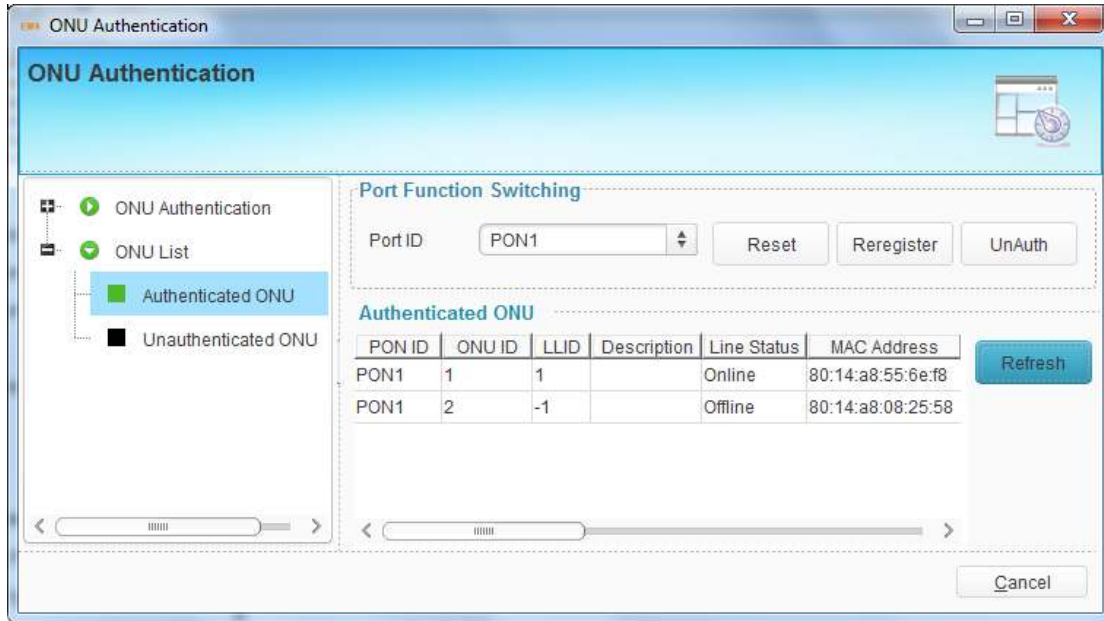 ONU Authentication
ONU Authentication
ONU Authentication
ONU List
Authenticated ONU
Unauthenticated ONU
Port Function Switching
Port ID PON1 Reset Reregister UnAuth
Authenticated ONU
PON ID ONU ID LLID Description Line Status MAC Address
PON1 1 1 Online 80:14:a8:55:6e:f8
PON1 2 -1 Offline 80:14:a8:08:25:58
Refresh
Cancel